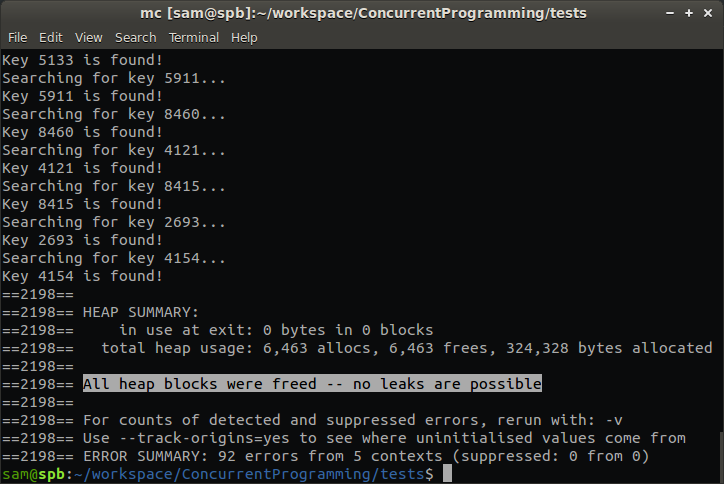 mc [sam@spb]:~/workspace/ConcurrentProgramming/tests
File Edit View Search Terminal Help
Key 5133 is found!
Searching for key 5911...
Key 5911 is found!
Searching for key 8460...
Key 8460 is found!
Searching for key 4121...
Key 4121 is found!
Searching for key 8415...
Key 8415 is found!
Searching for key 2693...
Key 2693 is found!
Searching for key 4154...
Key 4154 is found!
==2198==
==2198== HEAP SUMMARY:
==2198==     in use at exit: 0 bytes in 0 blocks
==2198==   total heap usage: 6,463 allocs, 6,463 frees, 324,328 bytes allocated
==2198==
==2198== All heap blocks were freed -- no leaks are possible
==2198==
==2198== For counts of detected and suppressed errors, rerun with: -v
==2198== Use --track-origins=yes to see where uninitialised values come from
==2198== ERROR SUMMARY: 92 errors from 5 contexts (suppressed: 0 from 0)
sam@spb:~/workspace/ConcurrentProgramming/tests$